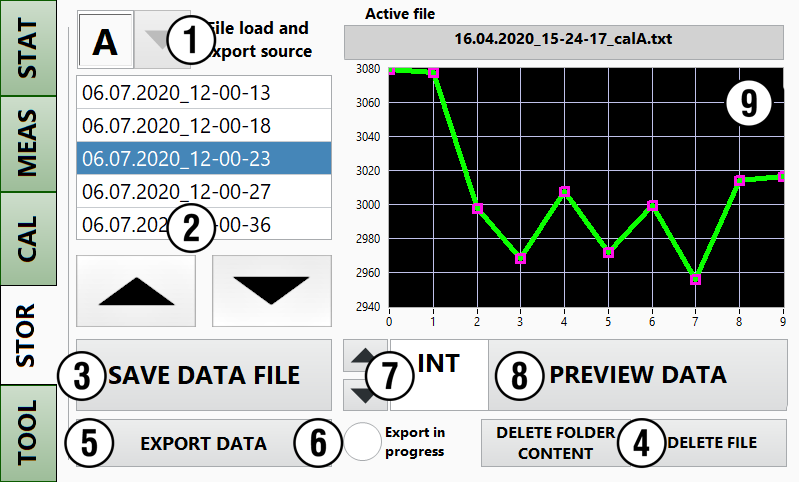 STAT
MEAS
CAL
STOR
TOOL
A
1
File load and
export source
06.07.2020_12-00-13
06.07.2020_12-00-18
06.07.2020_12-00-23
06.07.2020_12-00-27
06.07.202 -00-36
2
Active file
16.04.2020_15-24-17_calA.txt
3080
3060
3040
3020
3000
2980
2960
2940
0 1 2 3 4 5 6 7 8 9
9
3 SAVE DATA FILE
7 INT
8 PREVIEW DATA
5 EXPORT DATA
6 Export in
progress
DELETE FOLDER
CONTENT
4 DELETE FILE